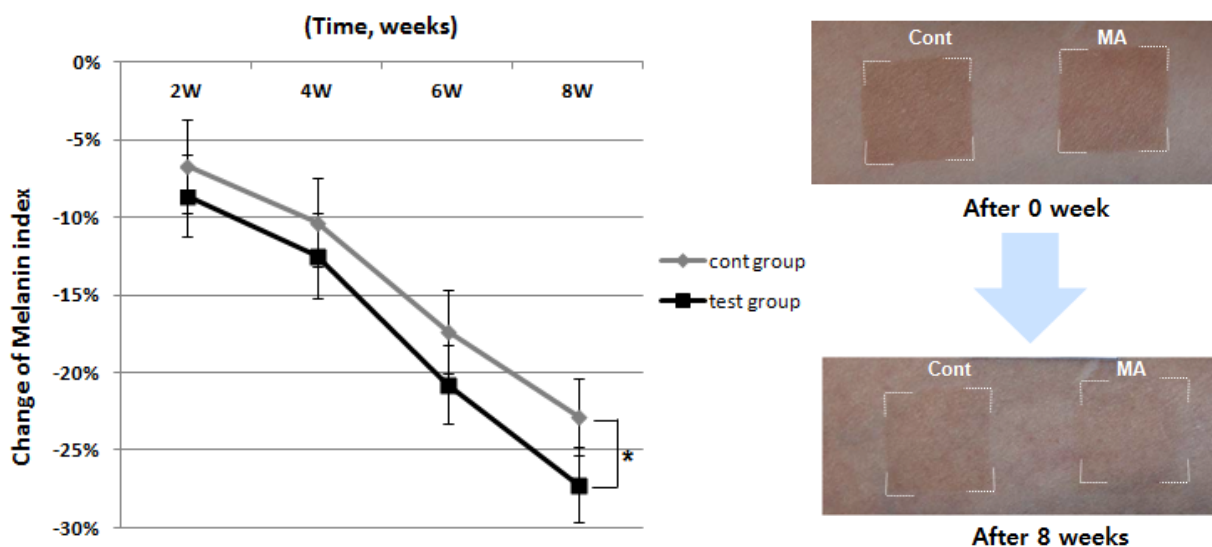 (Time, weeks)
0%
-5%
-10%
-15%
-20%
-25%
-30%
2W 4W 6W 8W
Change of Melanin index
*
cont group
test group
Cont MA
After 0 week
Cont MA
After 8 weeks